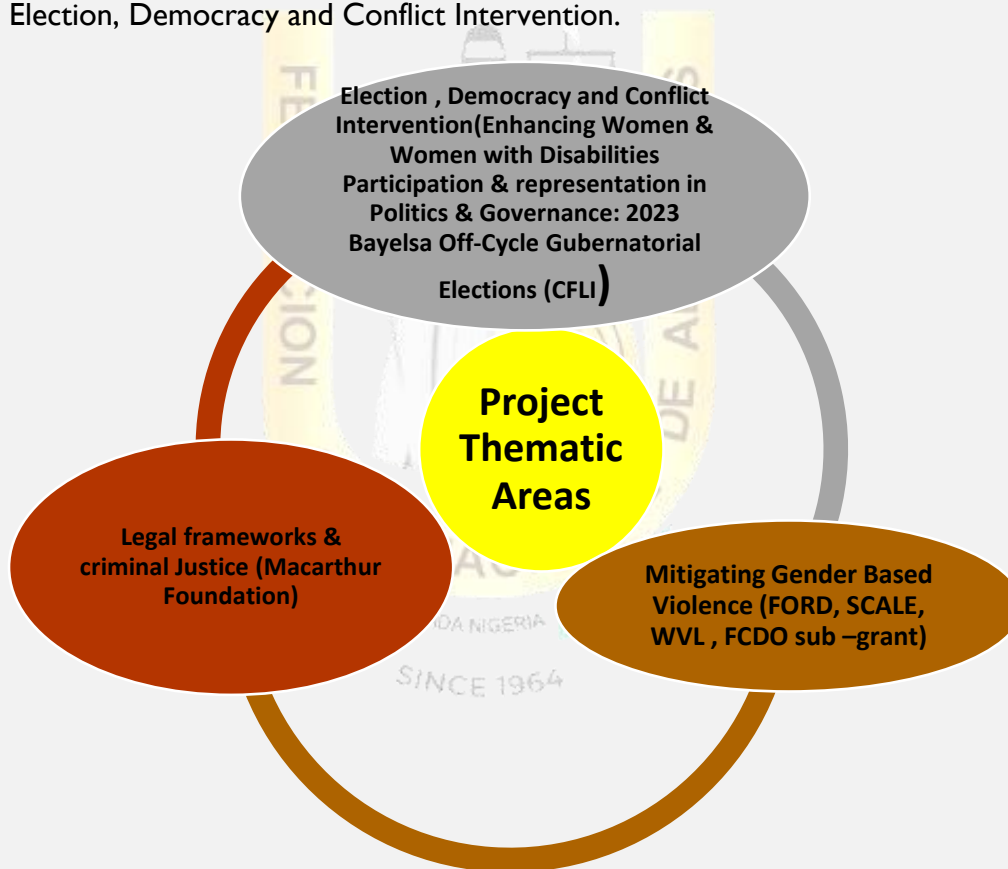 Election, Democracy and Conflict Intervention.
Election , Democracy and Conflict
Intervention(Enhancing Women &
Women with Disabilities
Participation & representation in
Politics & Governance: 2023
Bayelsa Off-Cycle Gubernatorial
Elections (CFLI)
Project
Thematic
Areas
Legal frameworks &
criminal Justice (Macarthur
Foundation)
Mitigating Gender Based
Violence (FORD, SCALE,
WVL , FCDO sub –grant)
NIGERIA
SINCE 1964